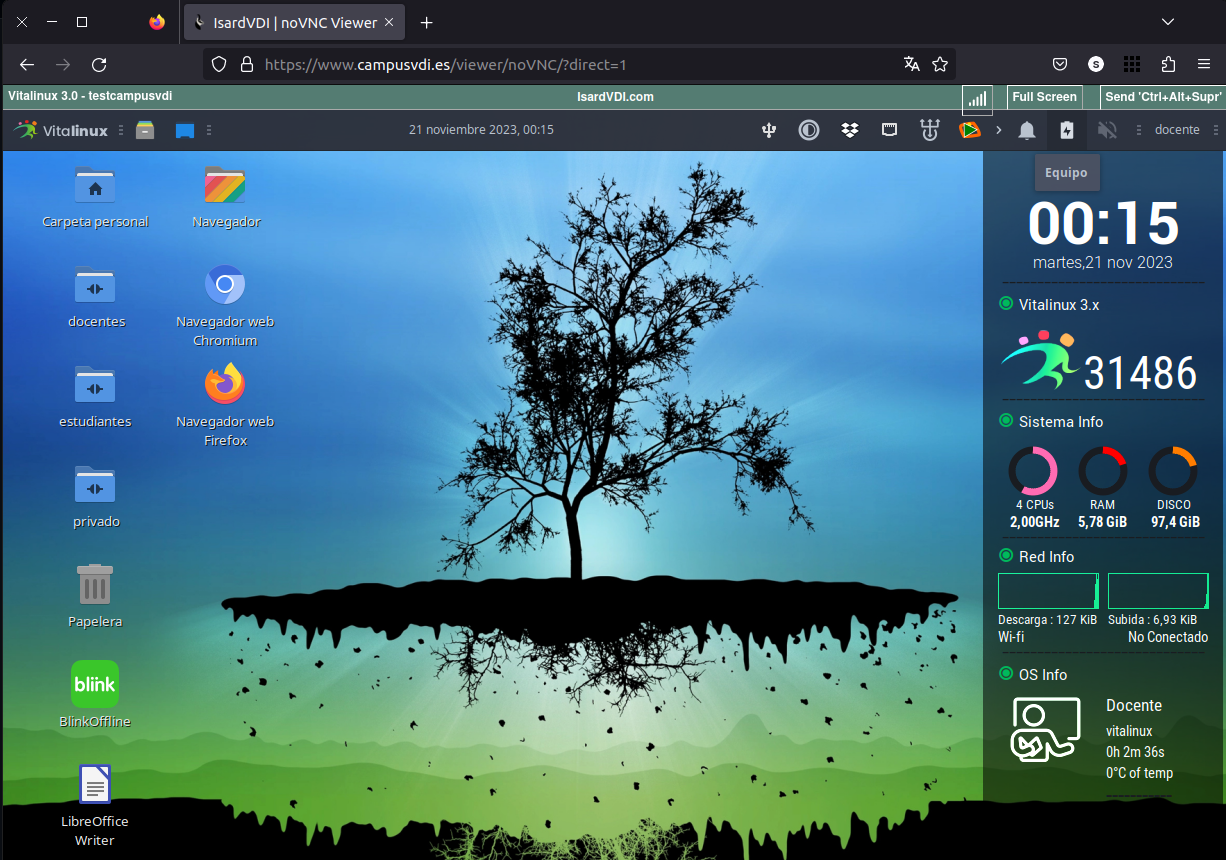 IsardVDI | noVNC Viewer
https://www.campusvdi.es/viewer/noVNC/?direct=1
S
Vitalinux 3.0 - testcampusvdi
IsardVDI.com
Full Screen
Send 'Ctrl+Alt+Supr'
Vitalinux
21 noviembre 2023, 00:15
docente
Equipo
Carpeta personal
Navegador
docentes
Navegador web
Chromium
estudiantes
Navegador web
Firefox
privado
Papelera
blink
BlinkOffline
LibreOffice
Writer
00:15
martes,21 nov 2023
Vitalinux 3.x
31486
Sistema Info
4 CPUs
RAM
DISCO
2,00GHz
5,78 GiB
97,4 GiB
Red Info
Descarga : 127 KiB
Subida : 6,93 KiB
Wi-fi
No Conectado
OS Info
Docente
vitalinux
0h 2m 36s
0°C of temp